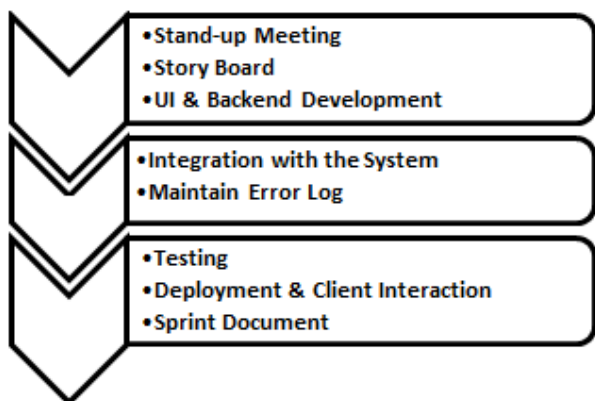 •Stand-up Meeting
•Story Board
•UI & Backend Development
•Integration with the System
•Maintain Error Log
•Testing
•Deployment & Client Interaction
•Sprint Document